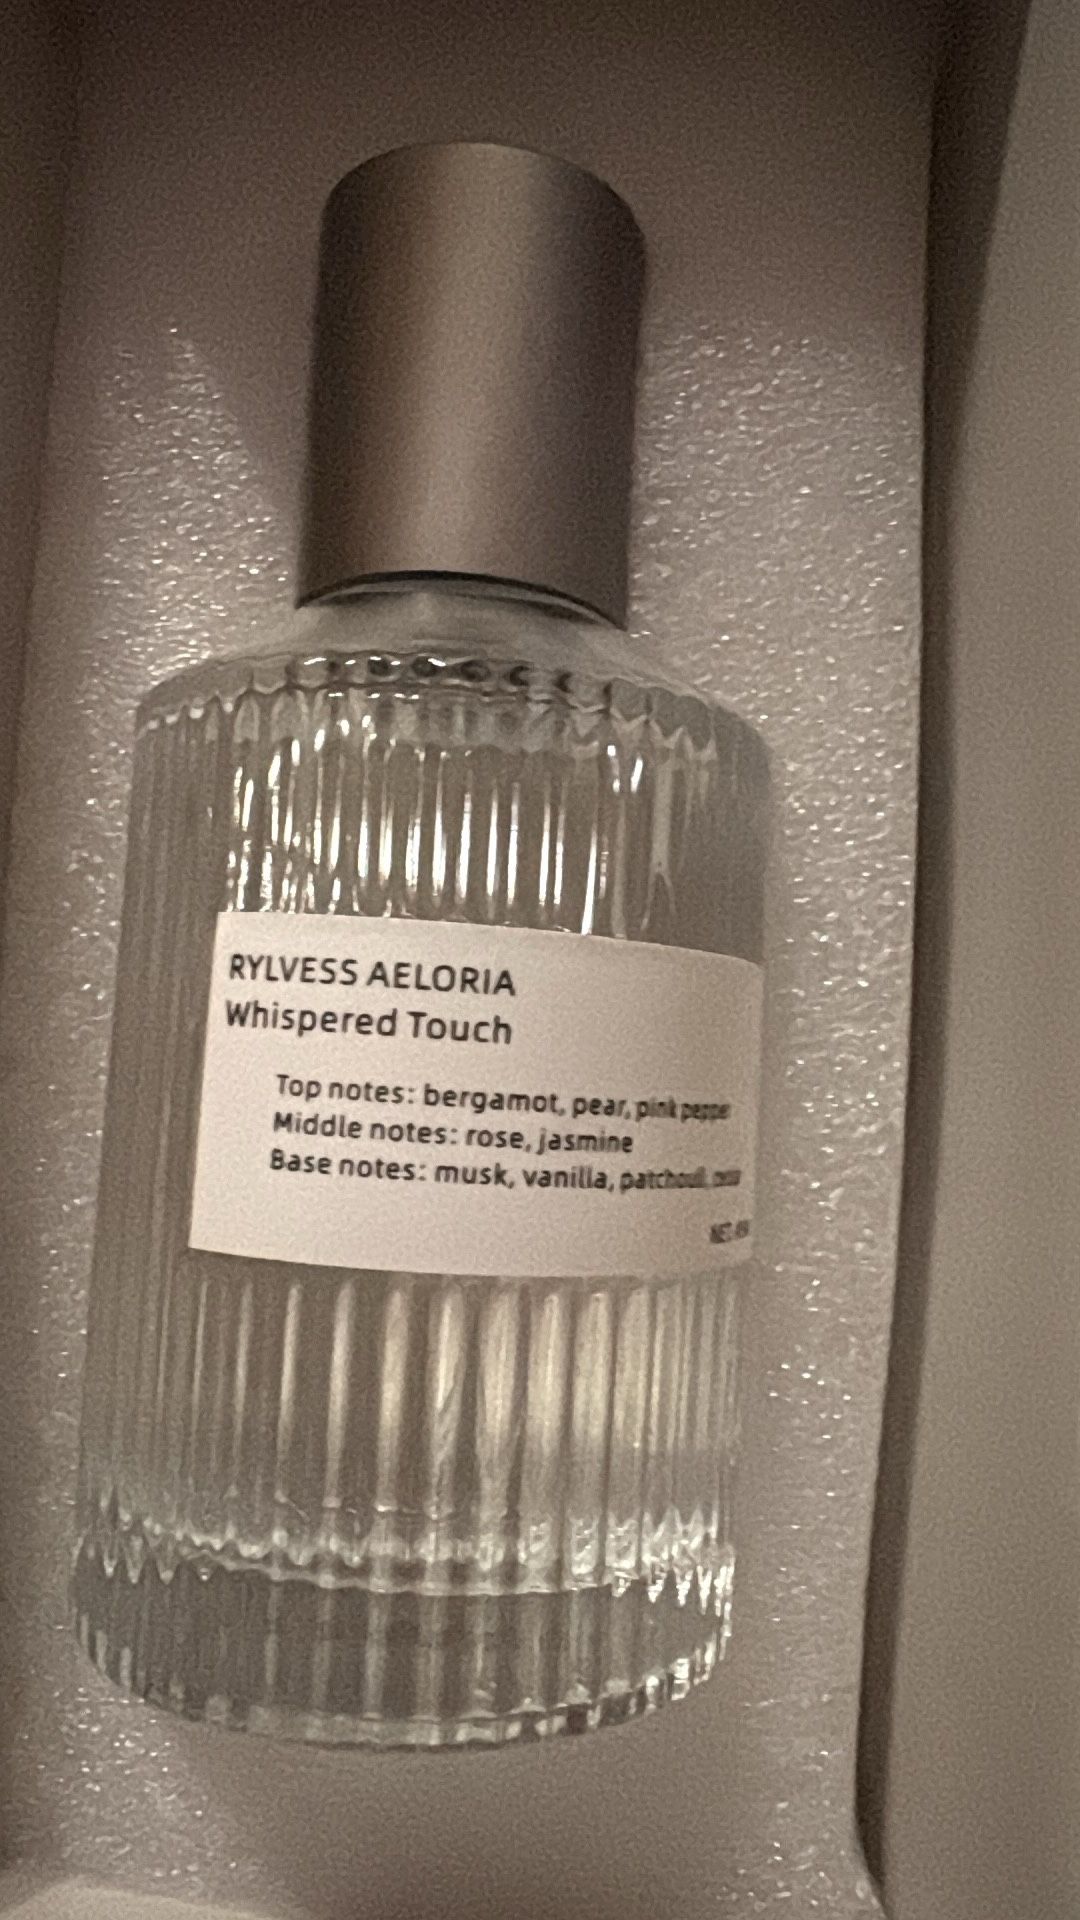 RYLVESS AELORIA
Whispered Touch
Top notes: bergamot, pear, pink pepper
Middle notes: rose, jasmine
Base notes: musk, vanilla, patchouli,
NET